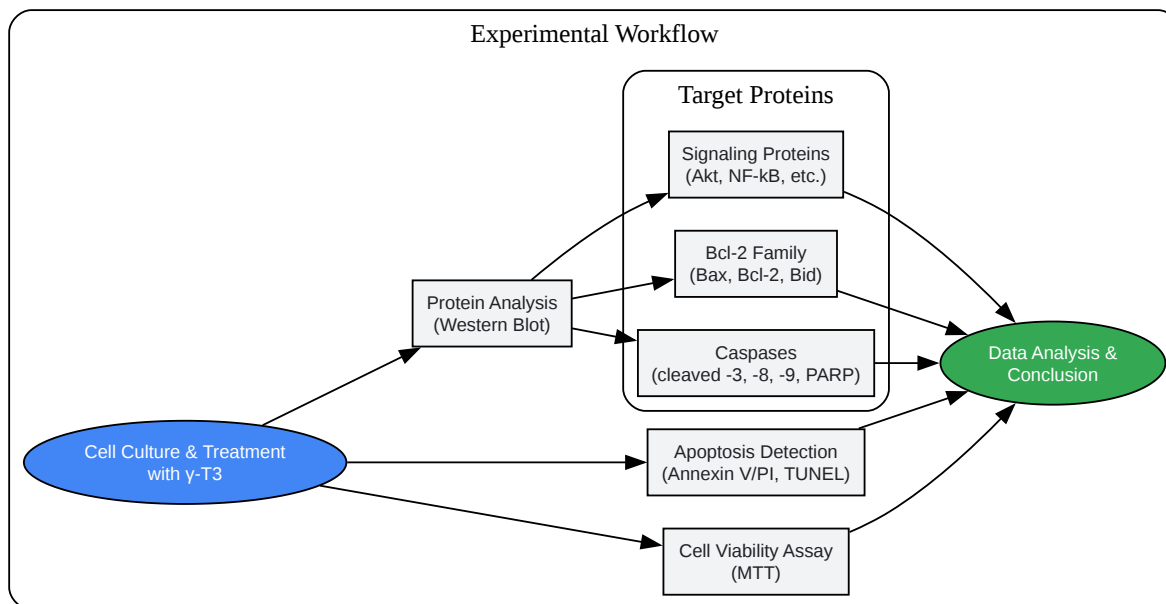 Experimental Workflow
Target Proteins
Signaling Proteins
(Akt, NF-kB, etc.)
Bcl-2 Family
(Bax, Bcl-2, Bid)
Protein Analysis
(Western Blot)
Caspases
(cleaved -3, -8, -9, PARP)
Data Analysis &
Conclusion
Cell Culture & Treatment
with γ-T3
Apoptosis Detection
(Annexin V/PI, TUNEL)
Cell Viability Assay
(MTT)